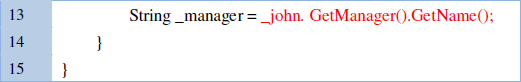 13 String _manager = _john. GetManager().GetName();
14 }
15 }